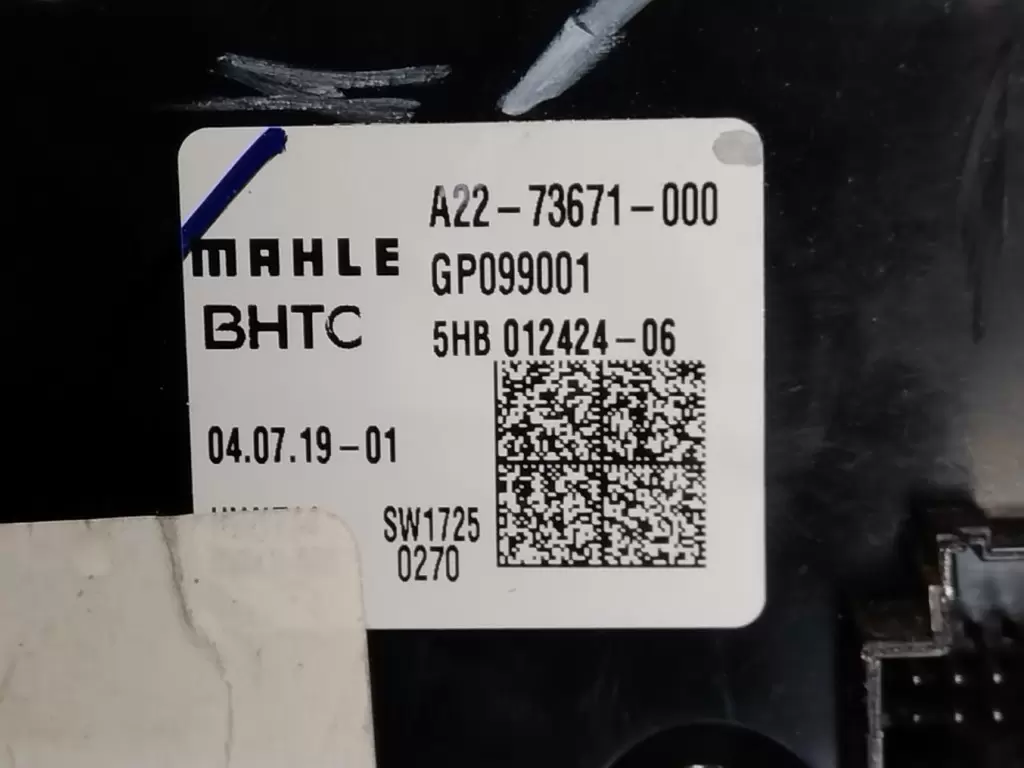 A22-73671-000
MAHLE
GP099001
BHTC
5HB 012424-06
04.07.19-01
SW1725
0270